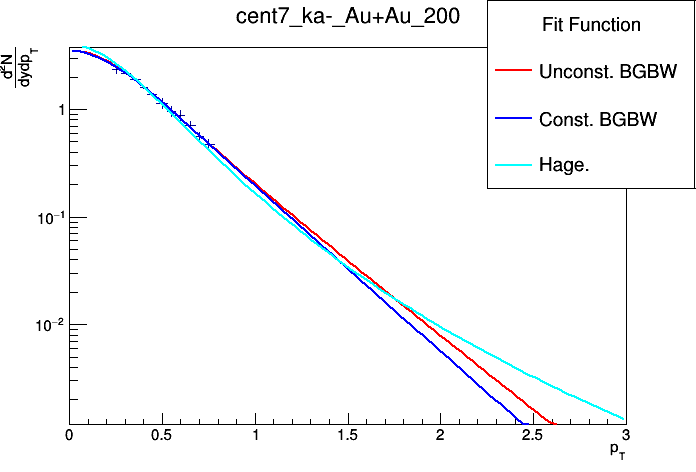 cent7_ka-_Au+Au_200
Fit Function
Unconst. BGBW
Const. BGBW
Hage.
d²N
dydp_T
1
10⁻¹
10⁻²
0 0.5 1 1.5 2 2.5 3
p_T